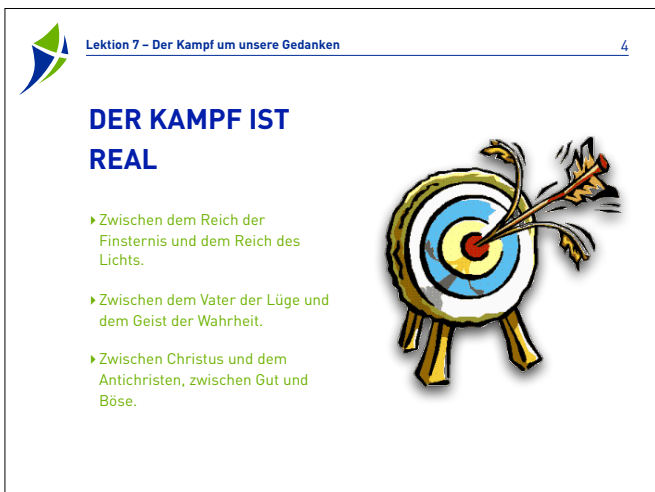 Lektion 7 – Der Kampf um unsere Gedanken
4
DER KAMPF IST
REAL
Zwischen dem Reich der
Finsternis und dem Reich des
Lichts.
Zwischen dem Vater der Lüge und
dem Geist der Wahrheit.
Zwischen Christus und dem
Antichristen, zwischen Gut und
Böse.